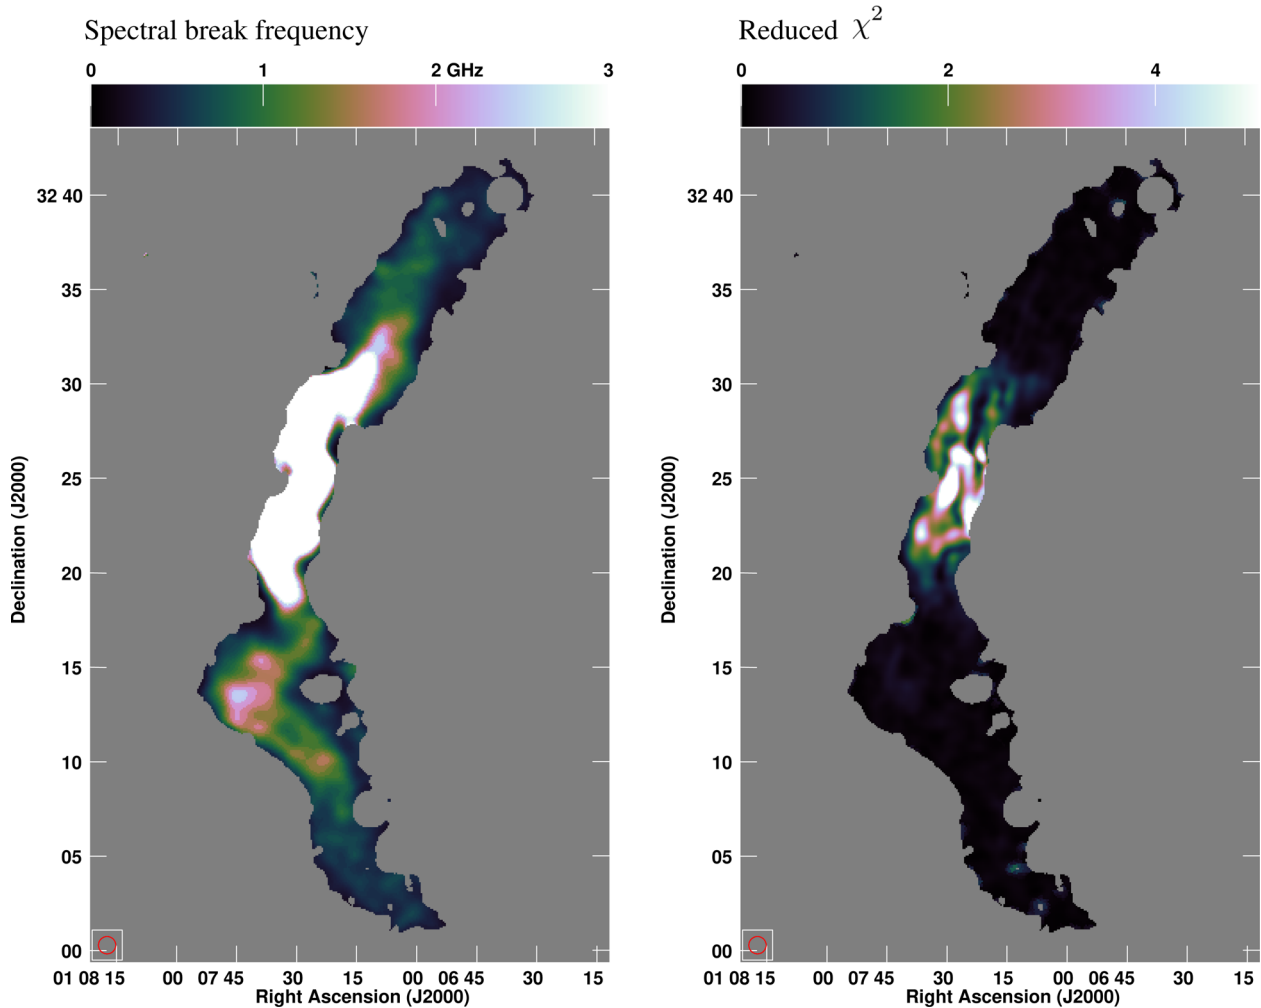 Spectral break frequency
0 1 2 GHz 3
32 40
35
30
25
20
15
10
05
00
Declination (J2000)
01 08 15 00 07 45 30 15 00 06 45 30 15
Right Ascension (J2000)
Reduced χ²
0 2 4
32 40
35
30
25
20
15
10
05
00
Declination (J2000)
01 08 15 00 07 45 30 15 00 06 45 30 15
Right Ascension (J2000)